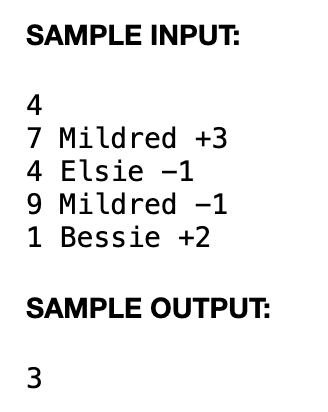 SAMPLE INPUT:
4
7 Mildred +3
4 Elsie -1
9 Mildred -1
1 Bessie +2
SAMPLE OUTPUT:
3